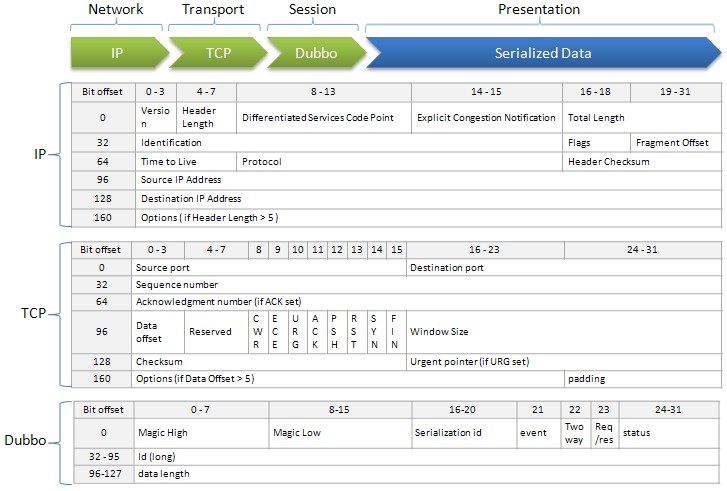 Network Transport Session Presentation
IP TCP Dubbo Serialized Data
IP
Bit offset 0 - 3 4 - 7 8 - 13 14 - 15 16 - 18 19 - 31
0 Versio
n Header
Length Differentiated Services Code Point Explicit Congestion Notification Total Length
32 Identification Flags Fragment Offset
64 Time to Live Protocol Header Checksum
96 Source IP Address
128 Destination IP Address
160 Options ( if Header Length > 5 )
TCP
Bit offset 0 - 3 4 - 7 8 9 10 11 12 13 14 15 16 - 23 24 - 31
0 Source port Destination port
32 Sequence number
64 Acknowledgment number (if ACK set)
96 Data
offset Reserved CWR ECE URG ACK PSH RST SYN FIN Window Size
128 Checksum Urgent pointer (if URG set)
160 Options (if Data Offset > 5) padding
Dubbo
Bit offset 0 - 7 8-15 16-20 21 22 23 24-31
0 Magic High Magic Low Serialization id event Two
way Req
/res status
32 - 95 Id (long)
96-127 data length